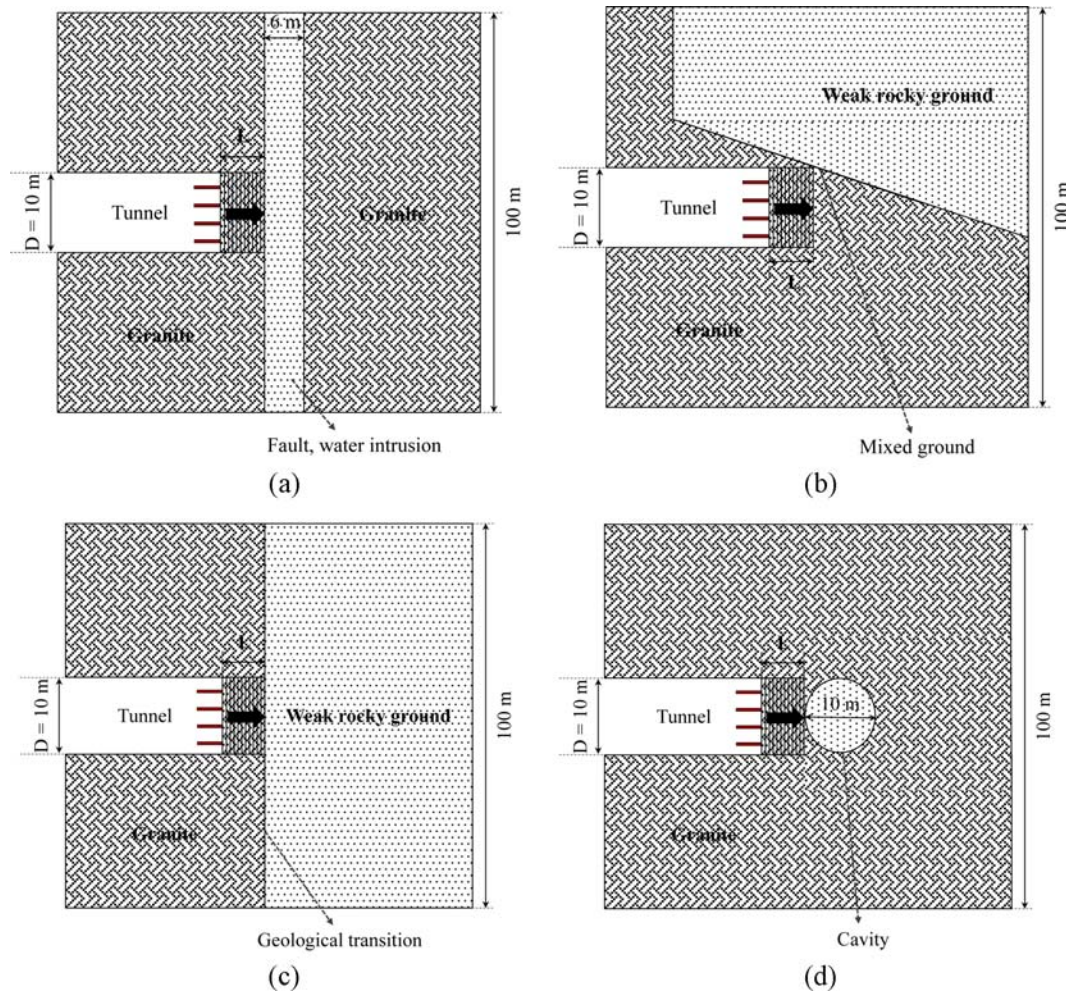 6 m
L
D = 10 m
Tunnel
Granite
Granite
100 m
Fault, water intrusion
(a)
Weak rocky ground
D = 10 m
Tunnel
L
Granite
100 m
Mixed ground
(b)
L
D = 10 m
Tunnel
Weak rocky ground
Granite
100 m
Geological transition
(c)
L
D = 10 m
Tunnel
10 m
Granite
100 m
Cavity
(d)